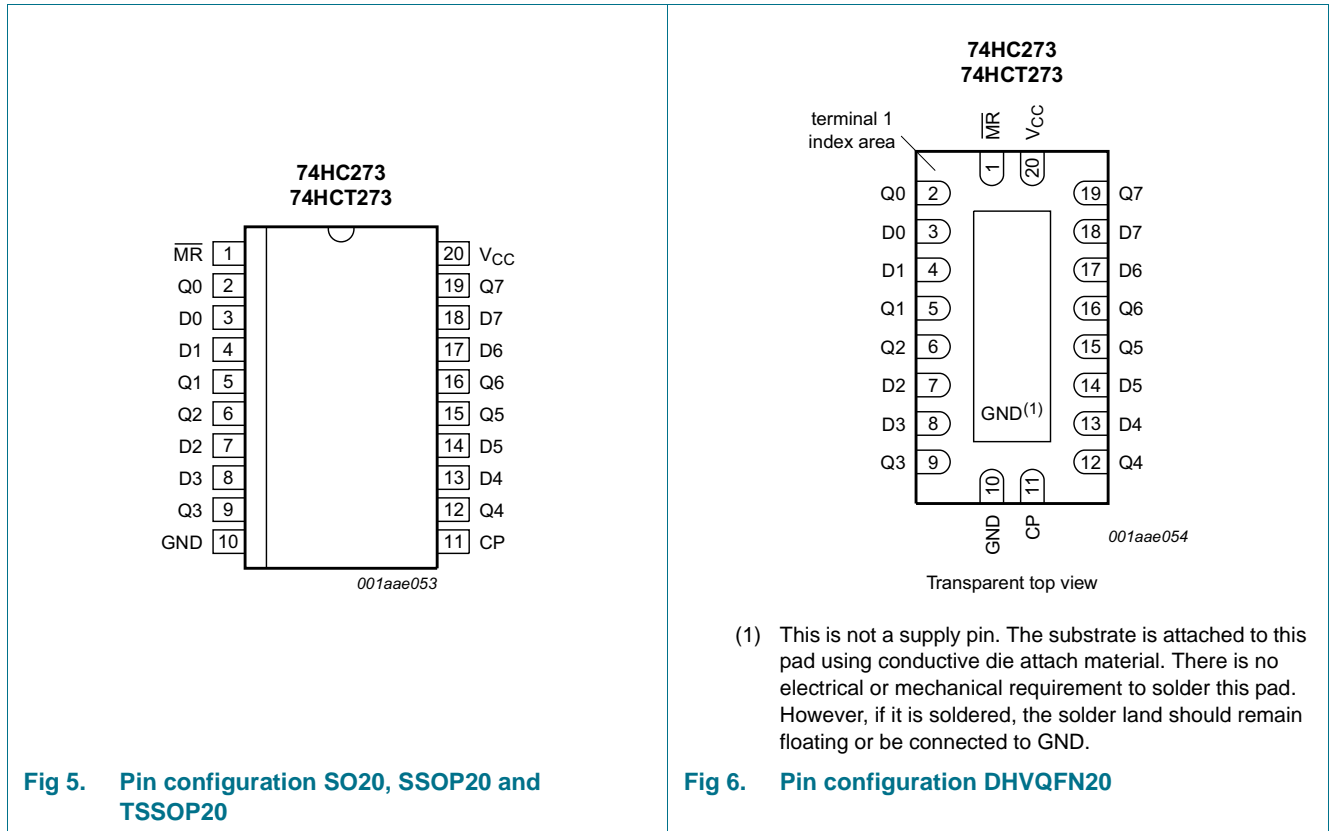 74HC273
74HCT273
MR 1
Q0 2
D0 3
D1 4
Q1 5
Q2 6
D2 7
D3 8
Q3 9
GND 10
20 VCC
19 Q7
18 D7
17 D6
16 Q6
15 Q5
14 D5
13 D4
12 Q4
11 CP
001aae053
Fig 5. Pin configuration SO20, SSOP20 and
TSSOP20
74HC273
74HCT273
terminal 1
index area
MR
VCC
1
20
Q0 2
D0 3
D1 4
Q1 5
Q2 6
D2 7
D3 8
Q3 9
19 Q7
18 D7
17 D6
16 Q6
15 Q5
14 D5
13 D4
12 Q4
GND(1)
10
11
GND
CP
001aae054
Transparent top view
(1) This is not a supply pin. The substrate is attached to this
pad using conductive die attach material. There is no
electrical or mechanical requirement to solder this pad.
However, if it is soldered, the solder land should remain
floating or be connected to GND.
Fig 6. Pin configuration DHVQFN20